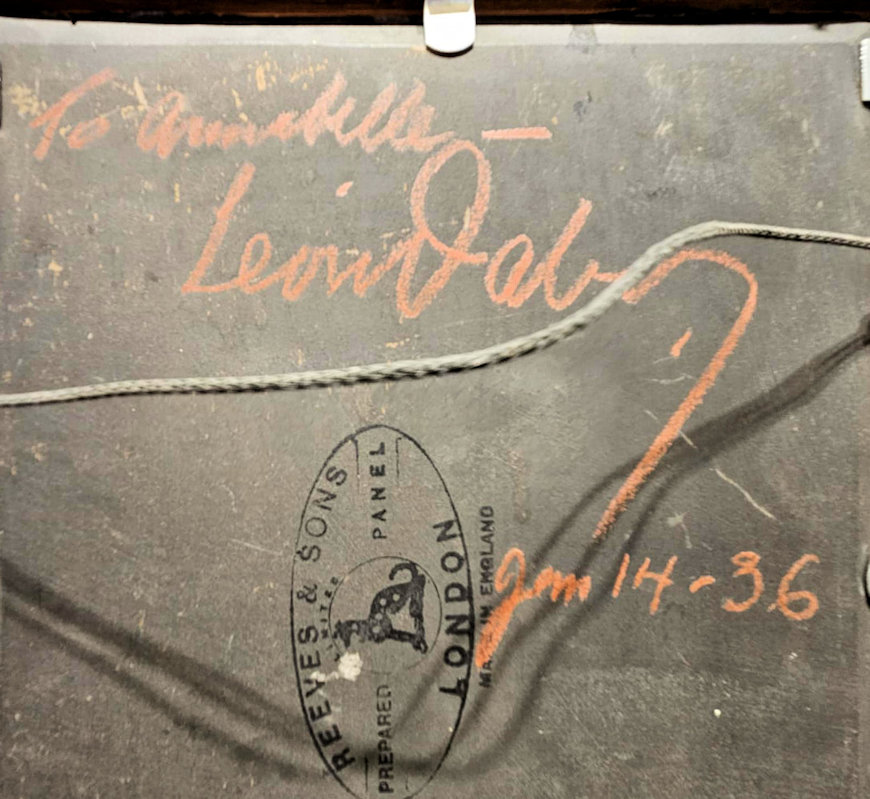 To Annabelle —
Leon Dabo
Jan 14 - 36
REEVES & SONS
LIMITED
LONDON
PREPARED PANEL
MADE IN ENGLAND